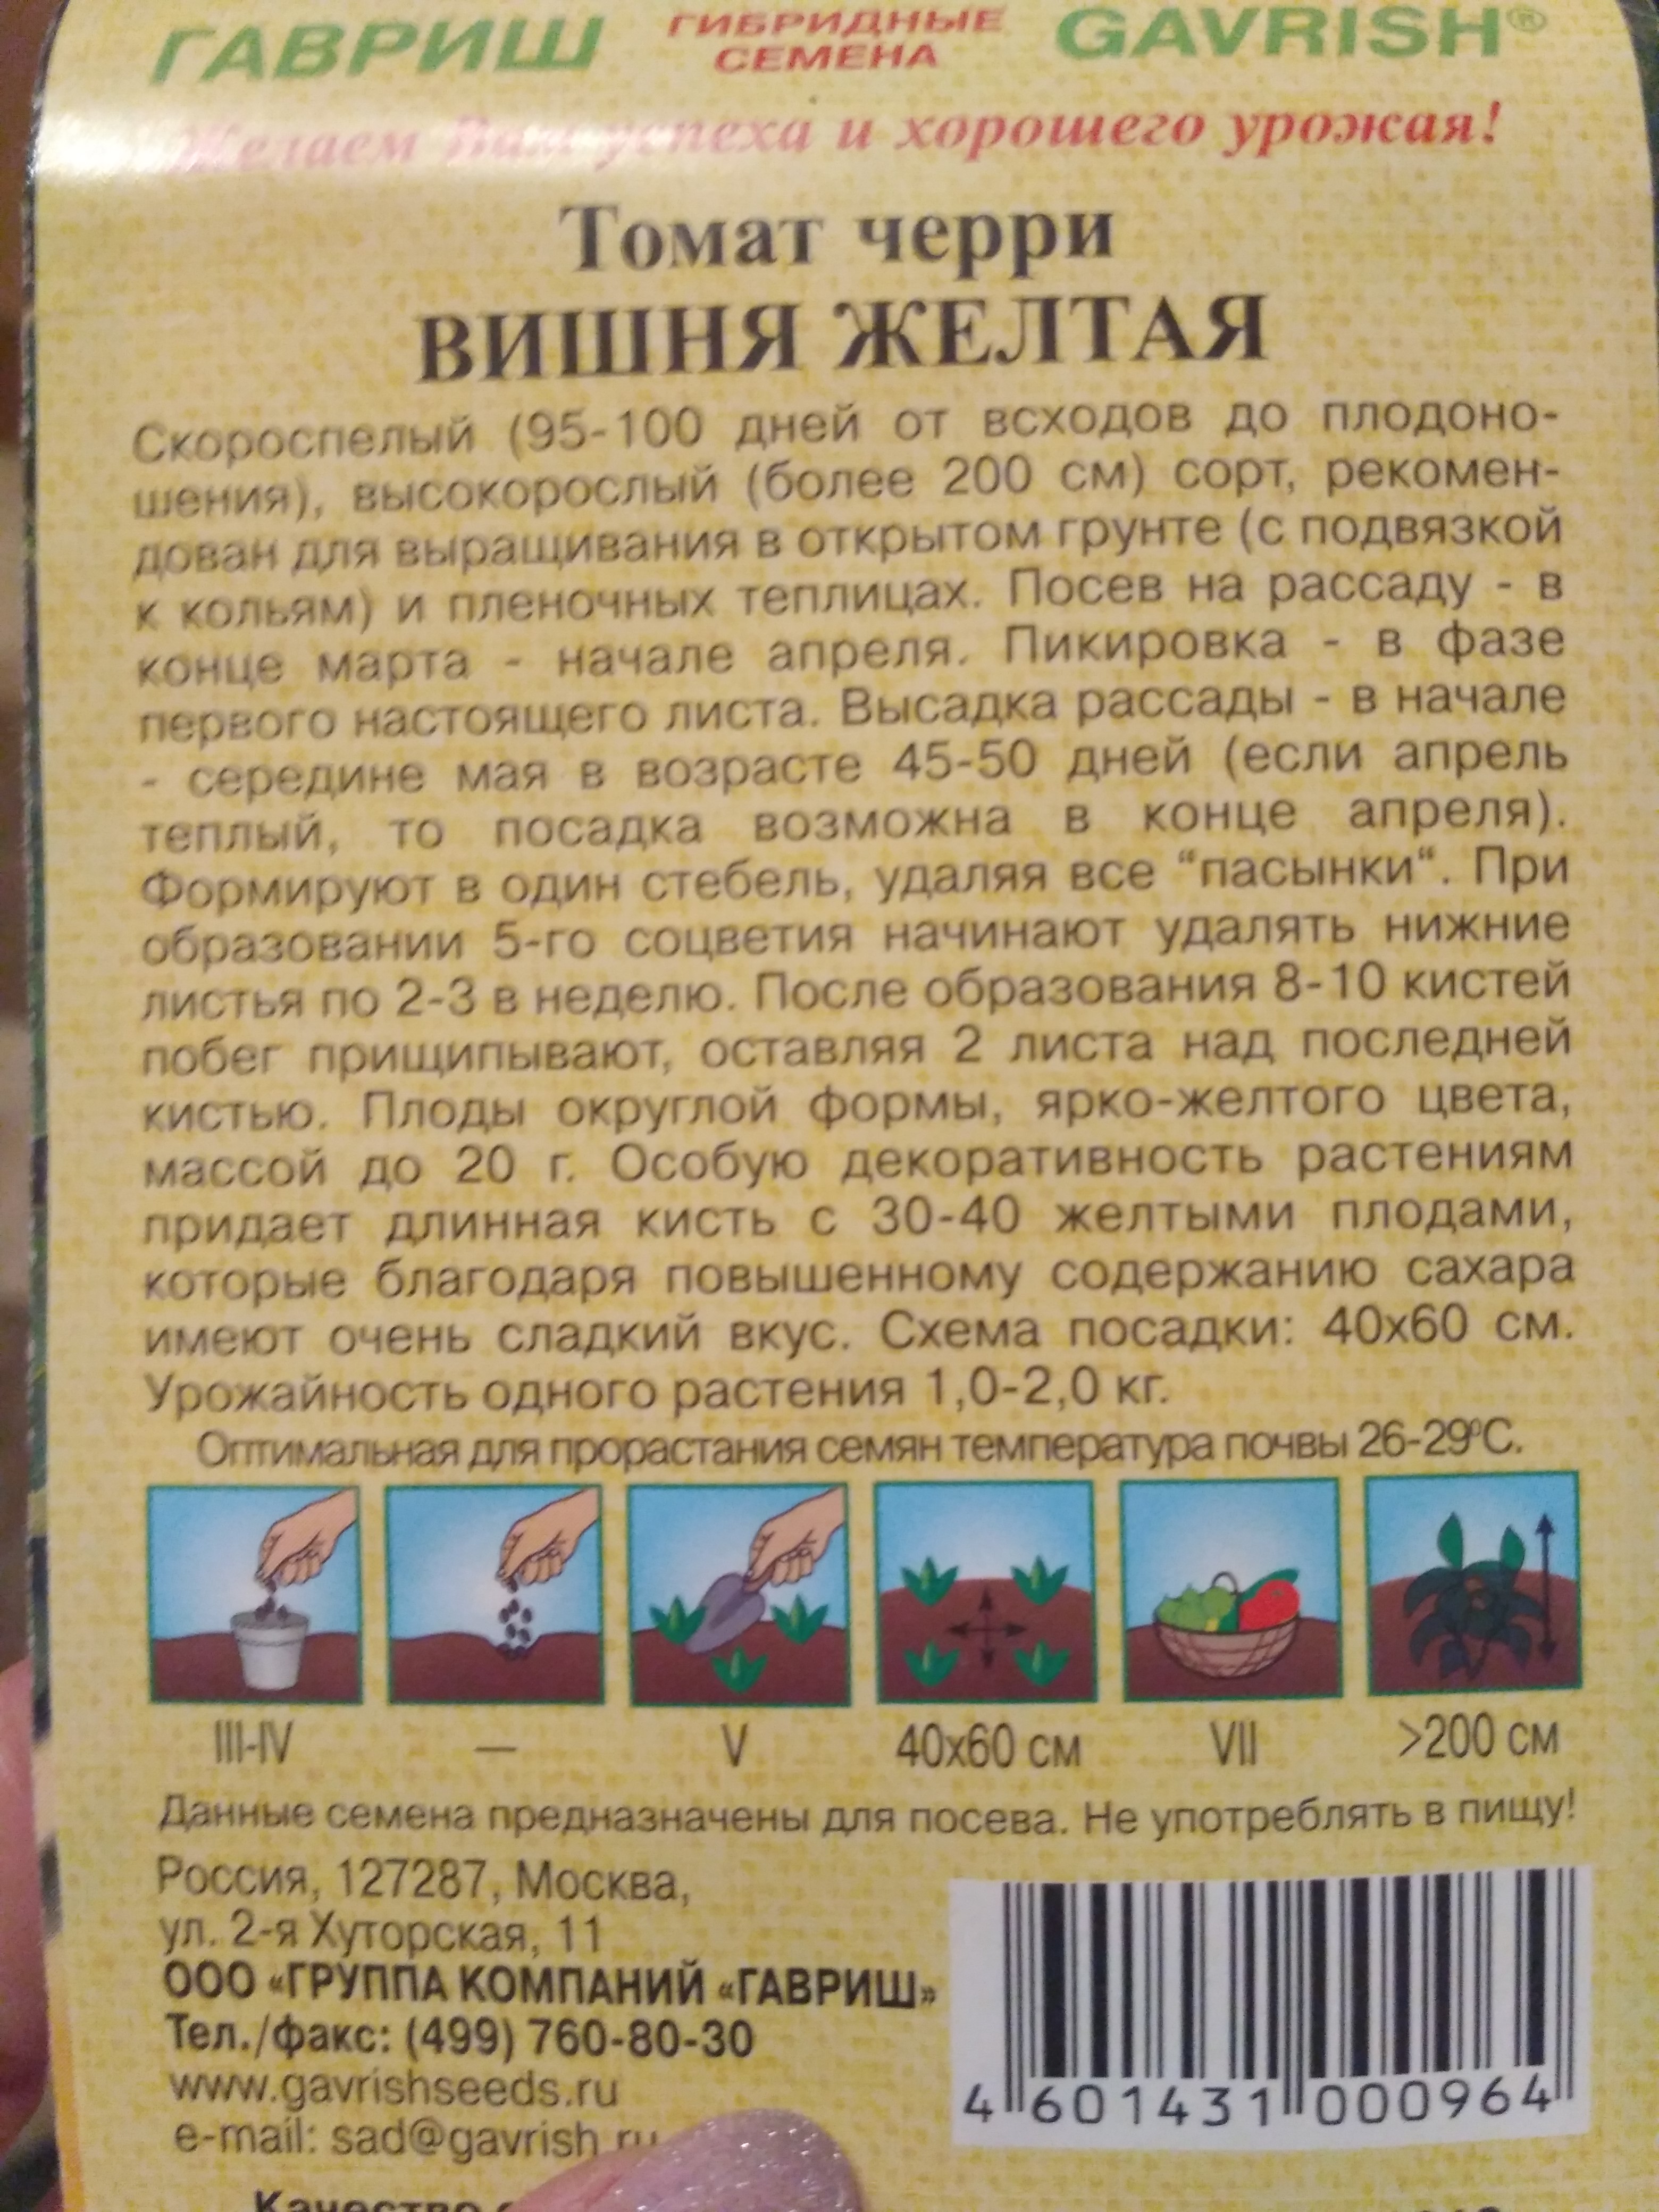 ГАВРИШ ГИБРИДНЫЕ СЕМЕНА GAVRISH®
Желаем Вам успеха и хорошего урожая!
Томат черри
ВИШНЯ ЖЕЛТАЯ
Скороспелый (95-100 дней от всходов до плодоно-
шения), высокорослый (более 200 см) сорт, рекомен-
дован для выращивания в открытом грунте (с подвязкой
к кольям) и пленочных теплицах. Посев на рассаду - в
конце марта - начале апреля. Пикировка - в фазе
первого настоящего листа. Высадка рассады - в начале
- середине мая в возрасте 45-50 дней (если апрель
теплый, то посадка возможна в конце апреля).
Формируют в один стебель, удаляя все “пасынки“. При
образовании 5-го соцветия начинают удалять нижние
листья по 2-3 в неделю. После образования 8-10 кистей
побег прищипывают, оставляя 2 листа над последней
кистью. Плоды округлой формы, ярко-желтого цвета,
массой до 20 г. Особую декоративность растениям
придает длинная кисть с 30-40 желтыми плодами,
которые благодаря повышенному содержанию сахара
имеют очень сладкий вкус. Схема посадки: 40х60 см.
Урожайность одного растения 1,0-2,0 кг.
Оптимальная для прорастания семян температура почвы 26-29ºС.
III-IV — V 40х60 см VII >200 см
Данные семена предназначены для посева. Не употреблять в пищу!
Россия, 127287, Москва,
ул. 2-я Хуторская, 11
ООО «ГРУППА КОМПАНИЙ «ГАВРИШ»
Тел./факс: (499) 760-80-30
www.gavrishseeds.ru
e-mail: sad@gavrish.ru
4 601431 000964
Качество